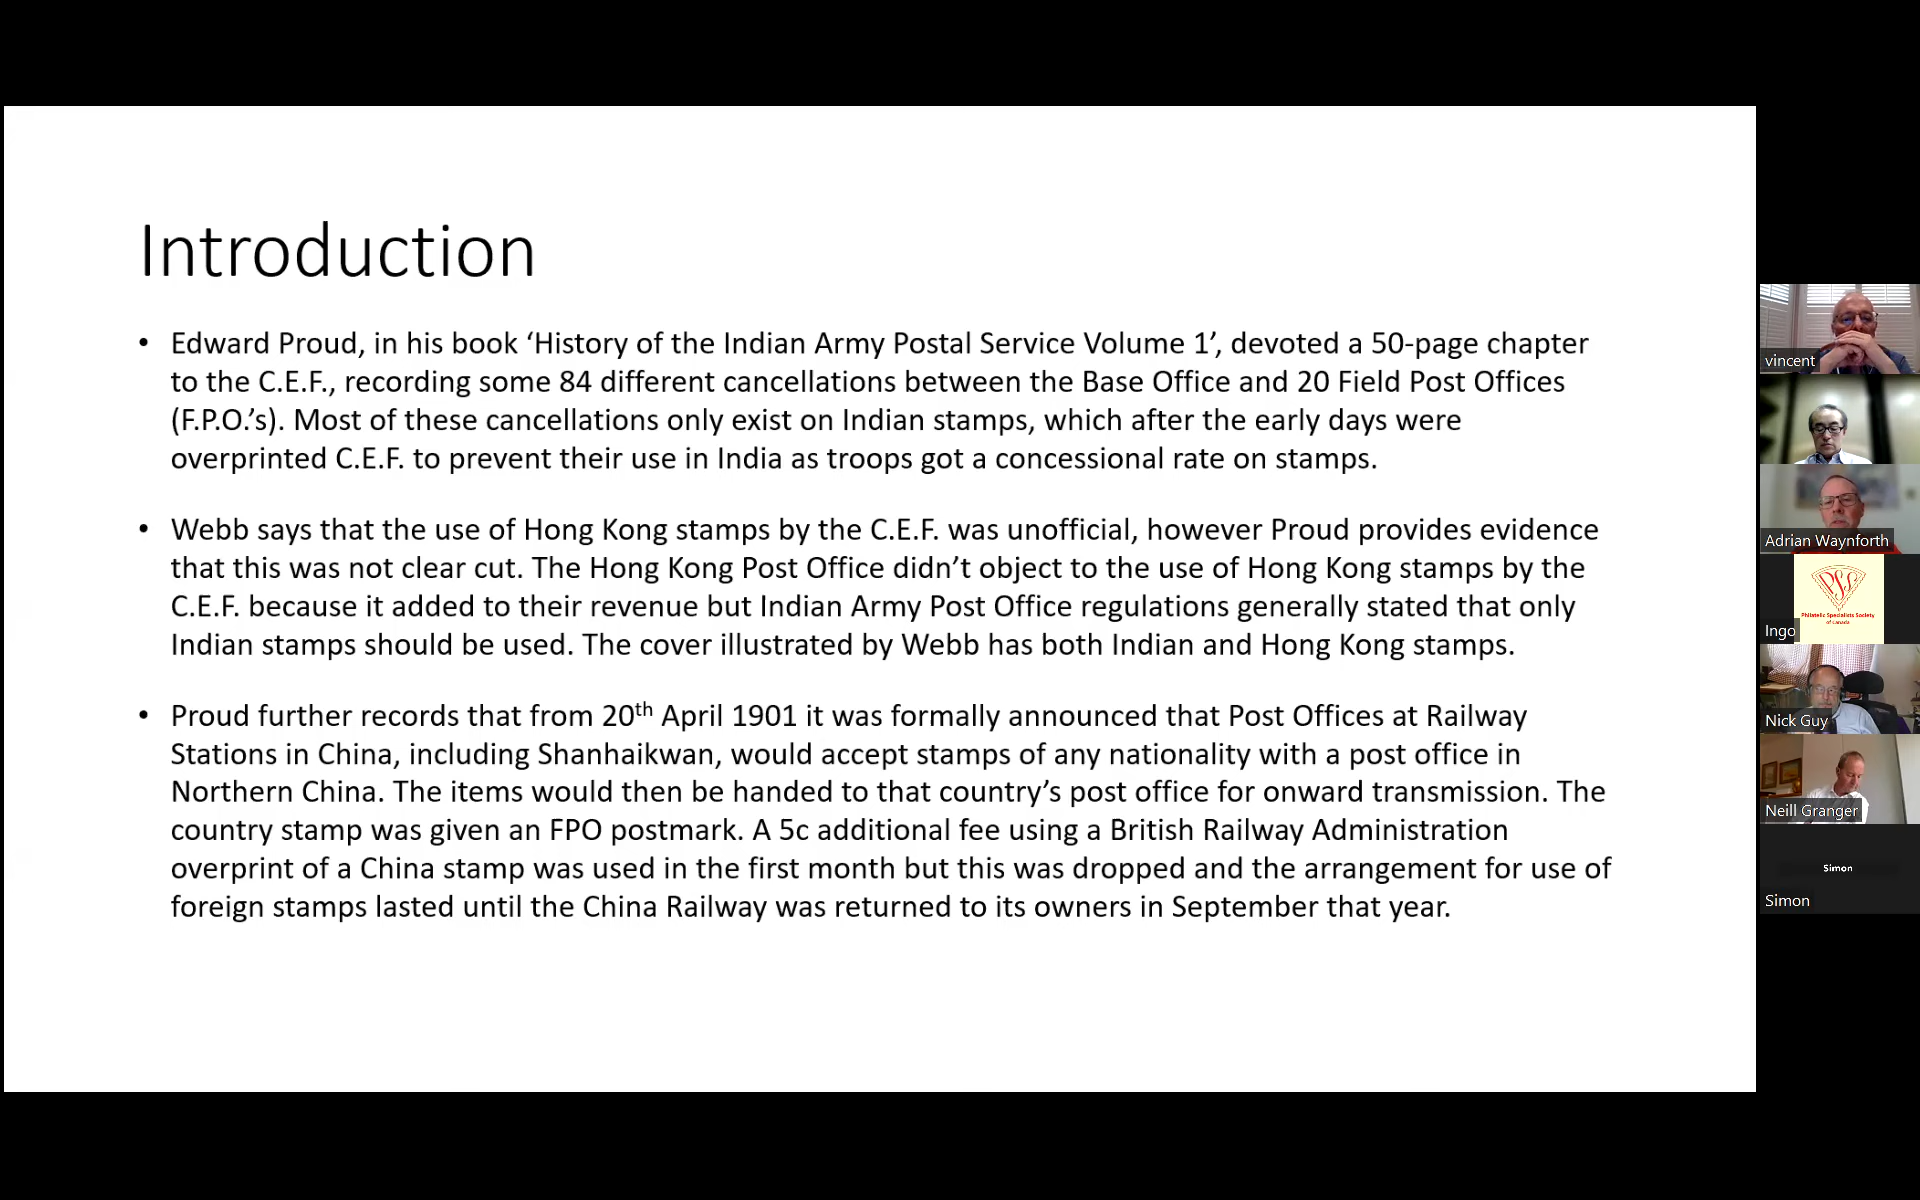 Introduction
• Edward Proud, in his book ‘History of the Indian Army Postal Service Volume 1’, devoted a 50-page chapter
to the C.E.F., recording some 84 different cancellations between the Base Office and 20 Field Post Offices
(F.P.O.’s). Most of these cancellations only exist on Indian stamps, which after the early days were
overprinted C.E.F. to prevent their use in India as troops got a concessional rate on stamps.
• Webb says that the use of Hong Kong stamps by the C.E.F. was unofficial, however Proud provides evidence
that this was not clear cut. The Hong Kong Post Office didn’t object to the use of Hong Kong stamps by the
C.E.F. because it added to their revenue but Indian Army Post Office regulations generally stated that only
Indian stamps should be used. The cover illustrated by Webb has both Indian and Hong Kong stamps.
• Proud further records that from 20th April 1901 it was formally announced that Post Offices at Railway
Stations in China, including Shanhaikwan, would accept stamps of any nationality with a post office in
Northern China. The items would then be handed to that country’s post office for onward transmission. The
country stamp was given an FPO postmark. A 5c additional fee using a British Railway Administration
overprint of a China stamp was used in the first month but this was dropped and the arrangement for use of
foreign stamps lasted until the China Railway was returned to its owners in September that year.
vincent
Adrian Waynforth
PSS
Philatelic Specialists Society
of Canada
Ingo
Nick Guy
Neill Granger
Simon
Simon